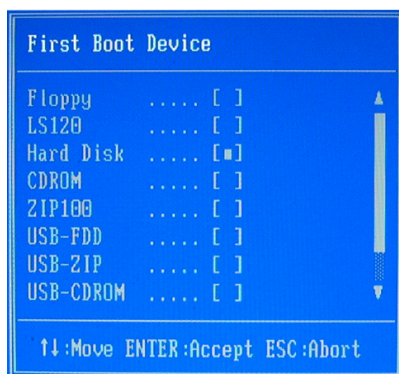 First Boot Device
Floppy ..... [ ]
LS120 ..... [ ]
Hard Disk ..... [■]
CDROM ..... [ ]
ZIP100 ..... [ ]
USB-FDD ..... [ ]
USB-ZIP ..... [ ]
USB-CDROM ..... [ ]
↑↓:Move ENTER:Accept ESC:Abort